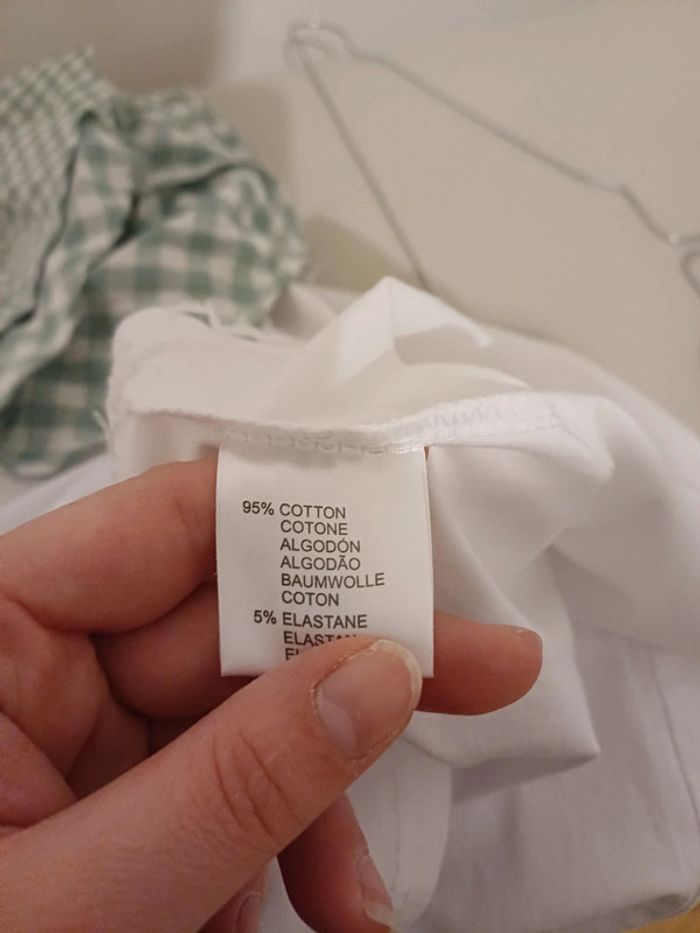 95% COTTON
COTONE
ALGODÓN
ALGODÃO
BAUMWOLLE
COTON
5% ELASTANE